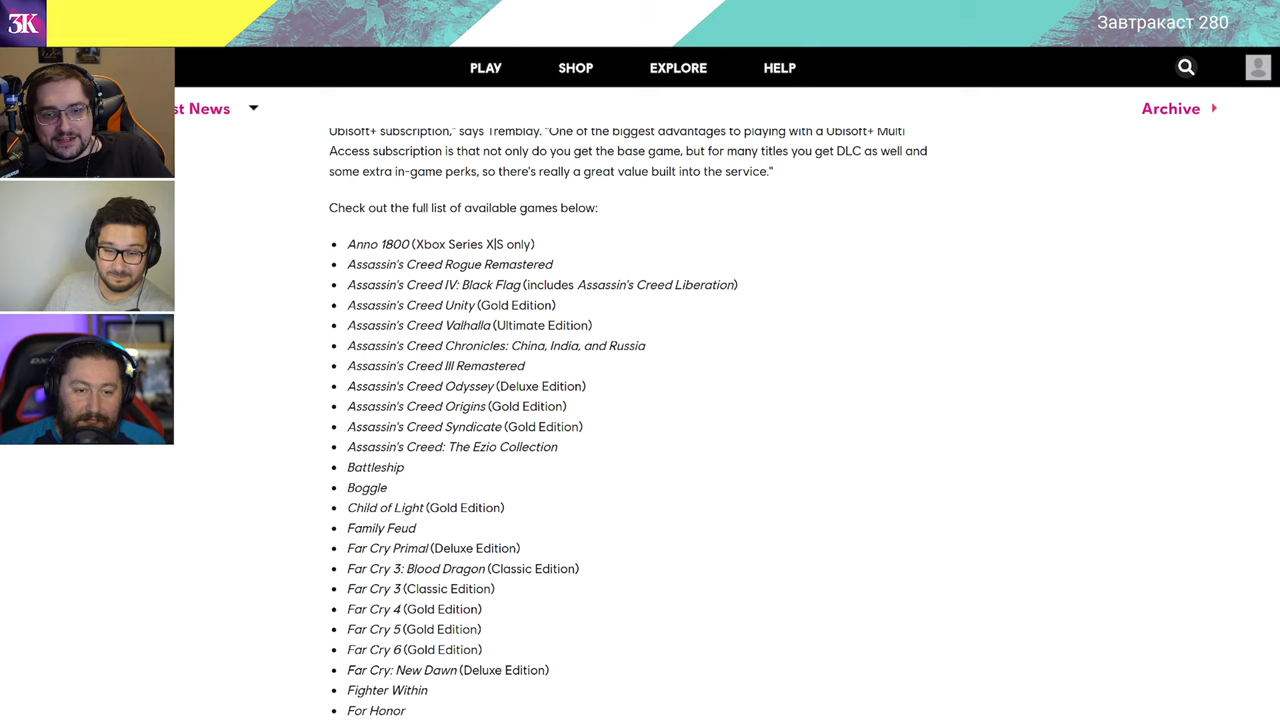 3K
Завтракаст 280
PLAY SHOP EXPLORE HELP
st News
Archive
Ubisoft+ subscription," says Tremblay. "One of the biggest advantages to playing with a Ubisoft+ Multi
Access subscription is that not only do you get the base game, but for many titles you get DLC as well and
some extra in-game perks, so there's really a great value built into the service."
Check out the full list of available games below:
• Anno 1800 (Xbox Series X|S only)
• Assassin's Creed Rogue Remastered
• Assassin's Creed IV: Black Flag (includes Assassin's Creed Liberation)
• Assassin's Creed Unity (Gold Edition)
• Assassin's Creed Valhalla (Ultimate Edition)
• Assassin's Creed Chronicles: China, India, and Russia
• Assassin's Creed III Remastered
• Assassin's Creed Odyssey (Deluxe Edition)
• Assassin's Creed Origins (Gold Edition)
• Assassin's Creed Syndicate (Gold Edition)
• Assassin's Creed: The Ezio Collection
• Battleship
• Boggle
• Child of Light (Gold Edition)
• Family Feud
• Far Cry Primal (Deluxe Edition)
• Far Cry 3: Blood Dragon (Classic Edition)
• Far Cry 3 (Classic Edition)
• Far Cry 4 (Gold Edition)
• Far Cry 5 (Gold Edition)
• Far Cry 6 (Gold Edition)
• Far Cry: New Dawn (Deluxe Edition)
• Fighter Within
• For Honor